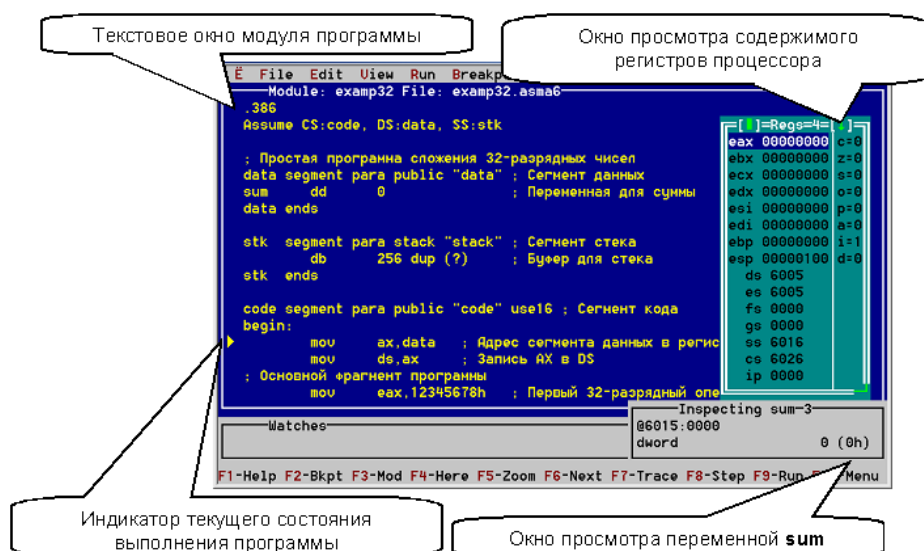 Текстовое окно модуля программы
Окно просмотра содержимого
регистров процессора
Ë File Edit View Run Breakp
Module: examp32 File: examp32.asm 6
.386
Assume CS:code, DS:data, SS:stk
; Простая программа сложения 32-разрядных чисел
data segment para public "data" ; Сегмент данных
sum dd 0 ; Переменная для суммы
data ends
stk segment para stack "stack" ; Сегмент стека
db 256 dup (?) ; Буфер для стека
stk ends
code segment para public "code" use16 ; Сегмент кода
begin:
mov ax,data ; Адрес сегмента данных в регис
mov ds,ax ; Запись AX в DS
; Основной фрагмент программы
mov eax,12345678h ; Первый 32-разрядный опе
Regs=4
eax 00000000 c=0
ebx 00000000 z=0
ecx 00000000 s=0
edx 00000000 o=0
esi 00000000 p=0
edi 00000000 a=0
ebp 00000000 i=1
esp 00000100 d=0
ds 6005
es 6005
fs 0000
gs 0000
ss 6016
cs 6026
ip 0000
Watches
Inspecting sum 3
@6015:0000
dword 0 (0h)
F1-Help F2-Bkpt F3-Mod F4-Here F5-Zoom F6-Next F7-Trace F8-Step F9-Run Menu
Индикатор текущего состояния
выполнения программы
Окно просмотра переменной sum